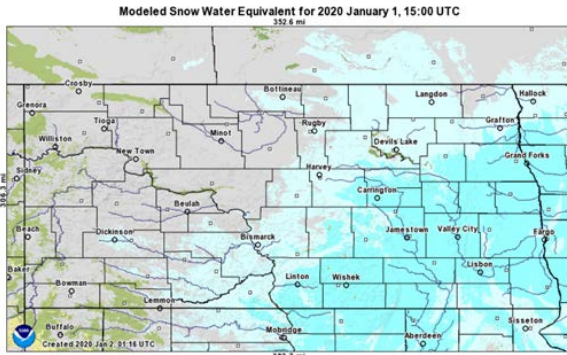 Modeled Snow Water Equivalent for 2020 January 1, 15:00 UTC
352.6 mi
Crosby
Bottineau
Langdon
Hallock
Grenora
Tioga
Rugby
Grafton
Williston
Minot
Devils Lake
New Town
Grand Forks
Sidney
Harvey
306.3 mi
Carrington
Beulah
Beach
Dickinson
Bismarck
Jamestown
Valley City
Fargo
Baker
Lisbon
Bowman
Linton
Wishek
Lemmon
Buffalo
Mobridge
Sisseton
Aberdeen
Created 2020 Jan 2, 01:16 UTC